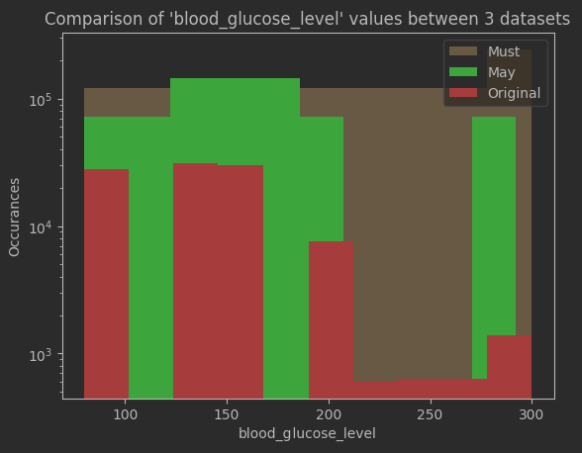 Comparison of 'blood_glucose_level' values between 3 datasets
Must
May
Original
Occurances
10^5
10^4
10^3
100 150 200 250 300
blood_glucose_level